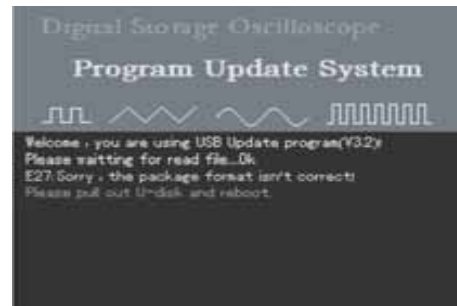 Digital Storage Oscilloscope
Program Update System
Welcome , you are using USB Update program(V3.2)!
Please waitting for read file...Ok
E27:Sorry , the package format isn't correct!
Please pull out U-disk and reboot.